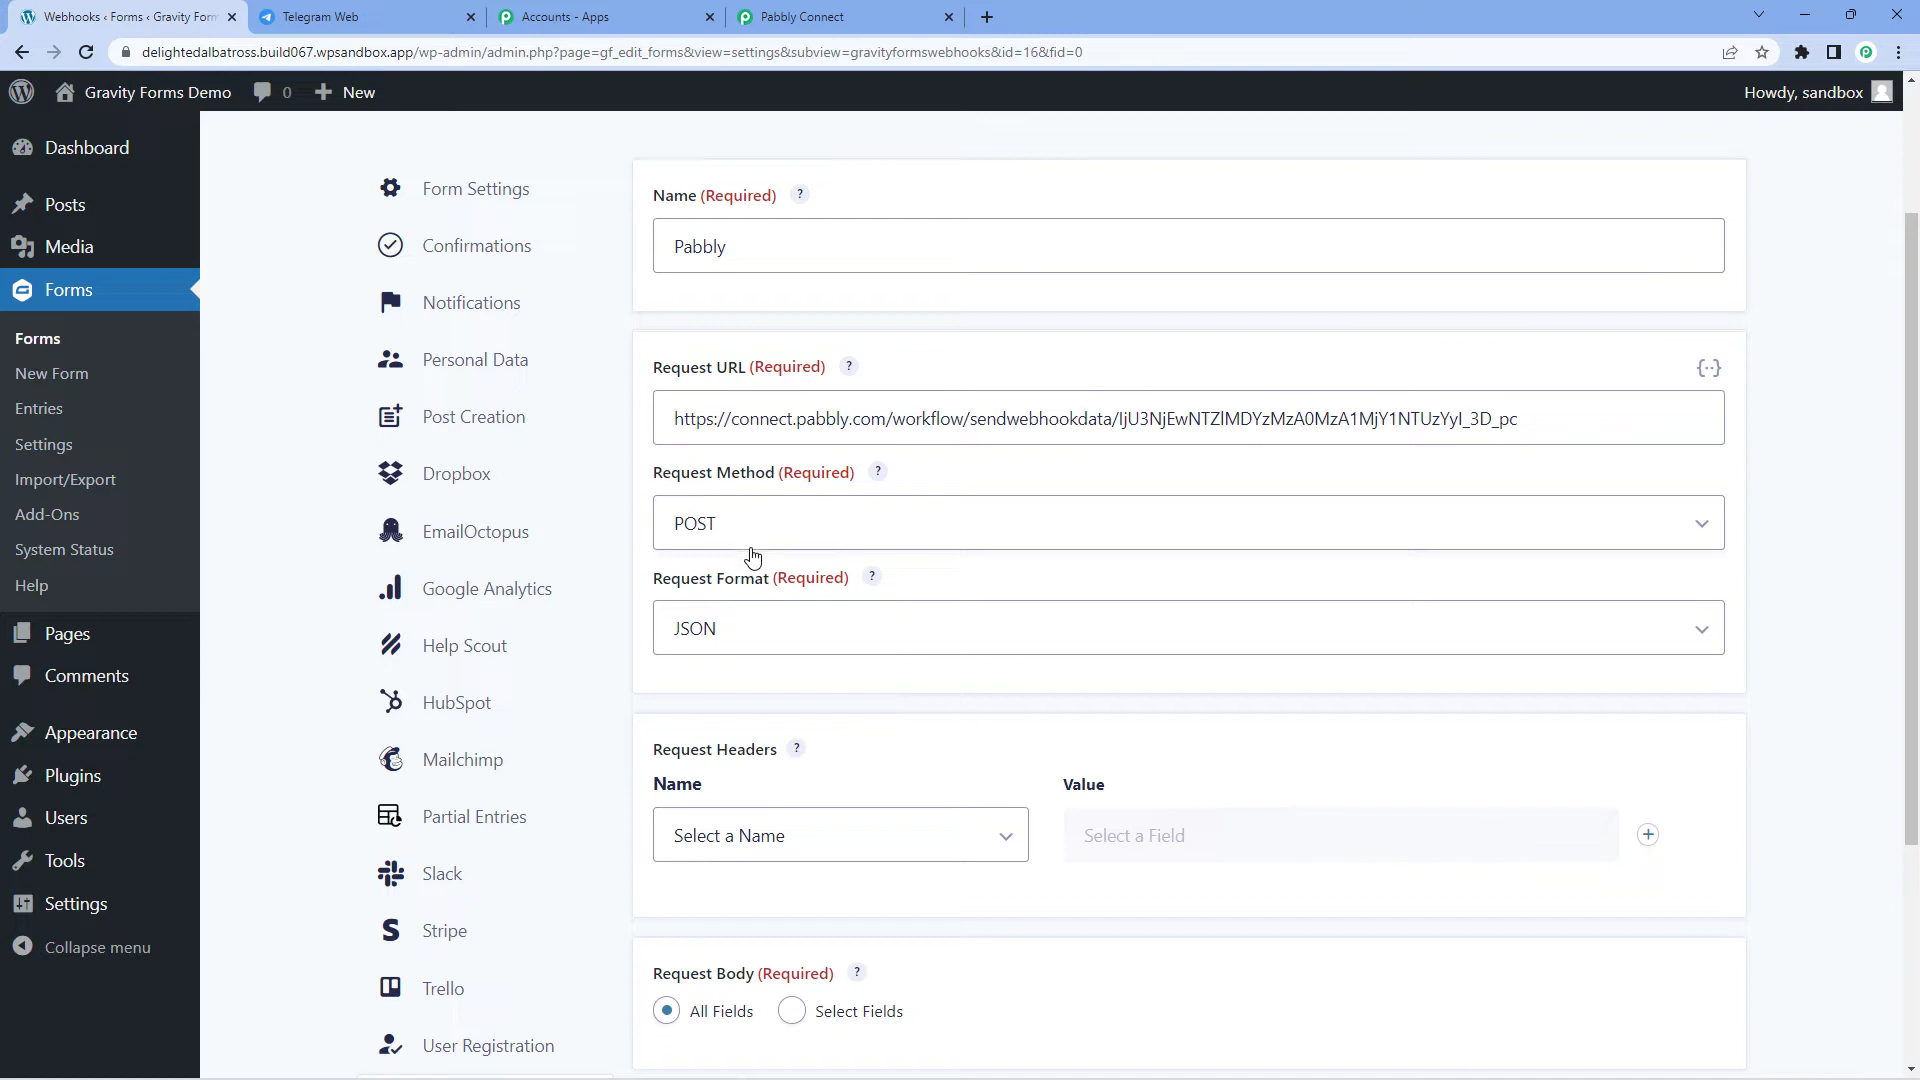 Webhooks ‹ Forms ‹ Gravity Form
Telegram Web
Accounts - Apps
Pabbly Connect
delightedalbatross.build067.wpsandbox.app/wp-admin/admin.php?page=gf_edit_forms&view=settings&subview=gravityformswebhooks&id=16&fid=0
Gravity Forms Demo
0
New
Howdy, sandbox
Dashboard
Posts
Media
Forms
Forms
New Form
Entries
Settings
Import/Export
Add-Ons
System Status
Help
Pages
Comments
Appearance
Plugins
Users
Tools
Settings
Collapse menu
Form Settings
Confirmations
Notifications
Personal Data
Post Creation
Dropbox
EmailOctopus
Google Analytics
Help Scout
HubSpot
Mailchimp
Partial Entries
Slack
Stripe
Trello
User Registration
Name (Required) ?
Pabbly
Request URL (Required) ?
https://connect.pabbly.com/workflow/sendwebhookdata/IjU3NjEwNTZlMDYzMzA0MzA1MjY1NTUzYyI_3D_pc
Request Method (Required) ?
POST
Request Format (Required) ?
JSON
Request Headers ?
Name
Value
Select a Name
Select a Field
Request Body (Required) ?
All Fields
Select Fields